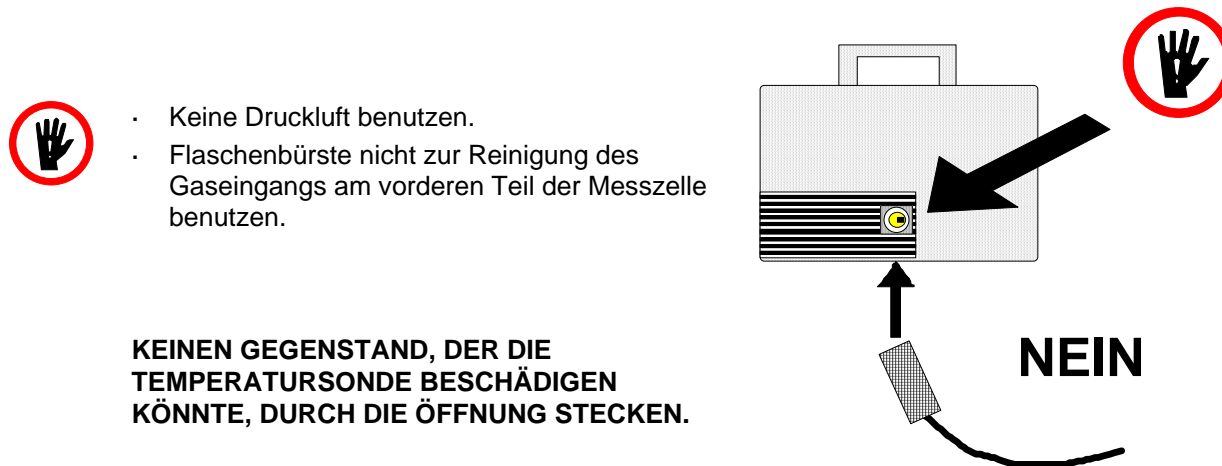 · Keine Druckluft benutzen.
· Flaschenbürste nicht zur Reinigung des
Gaseingangs am vorderen Teil der Messzelle
benutzen.
KEINEN GEGENSTAND, DER DIE
TEMPERATURSONDE BESCHÄDIGEN
KÖNNTE, DURCH DIE ÖFFNUNG STECKEN.
NEIN